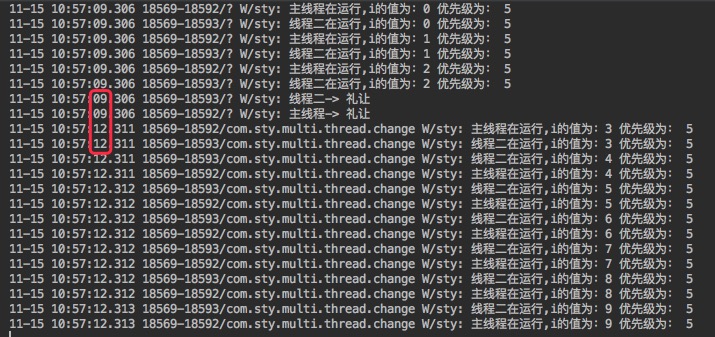 11-15 10:57:09.306 18569-18592/? W/sty: 主线程在运行,i的值为：0 优先级为： 5
11-15 10:57:09.306 18569-18593/? W/sty: 线程二在运行,i的值为：0 优先级为： 5
11-15 10:57:09.306 18569-18592/? W/sty: 主线程在运行,i的值为：1 优先级为： 5
11-15 10:57:09.306 18569-18593/? W/sty: 线程二在运行,i的值为：1 优先级为： 5
11-15 10:57:09.306 18569-18592/? W/sty: 主线程在运行,i的值为：2 优先级为： 5
11-15 10:57:09.306 18569-18593/? W/sty: 线程二在运行,i的值为：2 优先级为： 5
11-15 10:57:09.306 18569-18593/? W/sty: 线程二-> 礼让
11-15 10:57:09.306 18569-18592/? W/sty: 主线程-> 礼让
11-15 10:57:12.311 18569-18592/com.sty.multi.thread.change W/sty: 主线程在运行,i的值为：3 优先级为： 5
11-15 10:57:12.311 18569-18593/com.sty.multi.thread.change W/sty: 线程二在运行,i的值为：3 优先级为： 5
11-15 10:57:12.311 18569-18593/com.sty.multi.thread.change W/sty: 线程二在运行,i的值为：4 优先级为： 5
11-15 10:57:12.311 18569-18592/com.sty.multi.thread.change W/sty: 主线程在运行,i的值为：4 优先级为： 5
11-15 10:57:12.312 18569-18593/com.sty.multi.thread.change W/sty: 线程二在运行,i的值为：5 优先级为： 5
11-15 10:57:12.312 18569-18592/com.sty.multi.thread.change W/sty: 主线程在运行,i的值为：5 优先级为： 5
11-15 10:57:12.312 18569-18593/com.sty.multi.thread.change W/sty: 线程二在运行,i的值为：6 优先级为： 5
11-15 10:57:12.312 18569-18592/com.sty.multi.thread.change W/sty: 主线程在运行,i的值为：6 优先级为： 5
11-15 10:57:12.312 18569-18593/com.sty.multi.thread.change W/sty: 线程二在运行,i的值为：7 优先级为： 5
11-15 10:57:12.312 18569-18592/com.sty.multi.thread.change W/sty: 主线程在运行,i的值为：7 优先级为： 5
11-15 10:57:12.312 18569-18593/com.sty.multi.thread.change W/sty: 线程二在运行,i的值为：8 优先级为： 5
11-15 10:57:12.312 18569-18592/com.sty.multi.thread.change W/sty: 主线程在运行,i的值为：8 优先级为： 5
11-15 10:57:12.313 18569-18593/com.sty.multi.thread.change W/sty: 线程二在运行,i的值为：9 优先级为： 5
11-15 10:57:12.313 18569-18592/com.sty.multi.thread.change W/sty: 主线程在运行,i的值为：9 优先级为： 5